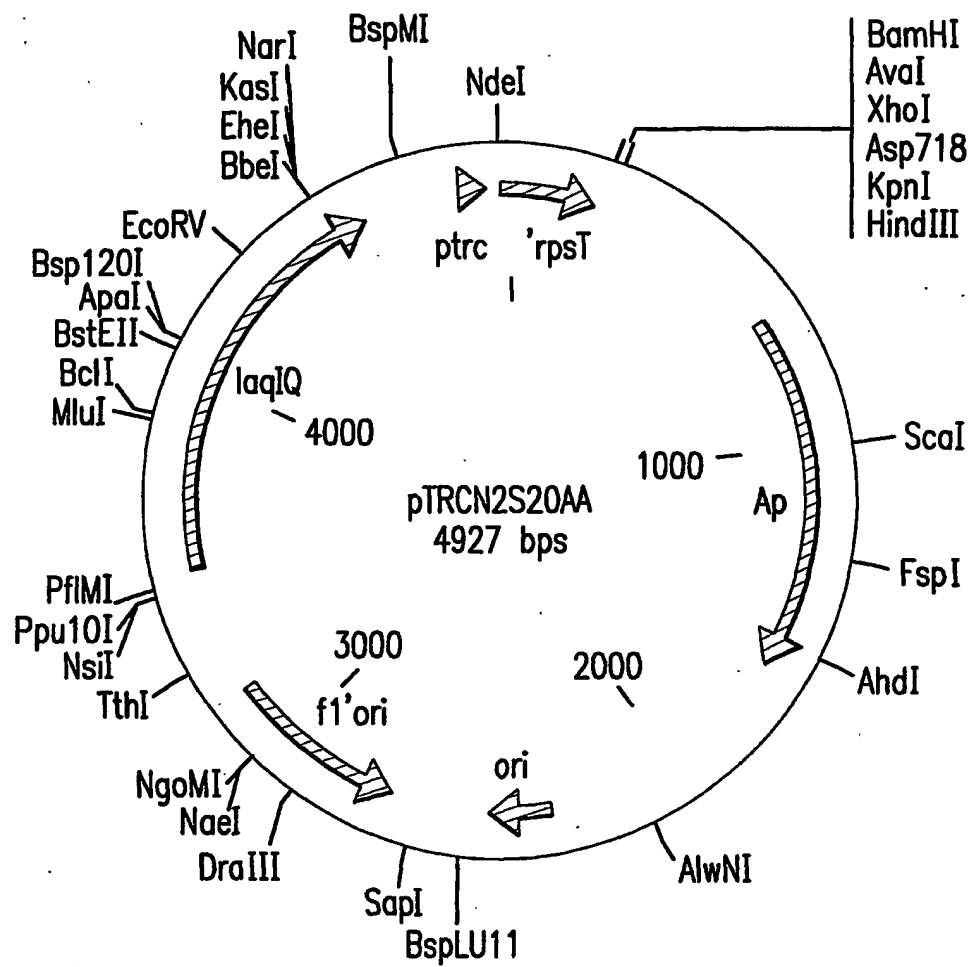 BspMI
NarI
KasI
EheI
BbeI
NdeI
BamHI
AvaI
XhoI
Asp718
KpnI
HindIII
EcoRV
Bsp120I
ApaI
BstEII
BclI
MluI
ptrc
'rpsT
laqIQ
4000
1000
ScaI
Ap
pTRCN2S20AA
4927 bps
FspI
PflMI
Ppu10I
NsiI
TthI
3000
f1'ori
2000
AhdI
ori
NgoMI
NaeI
DraIII
SapI
BspLU11
AlwNI